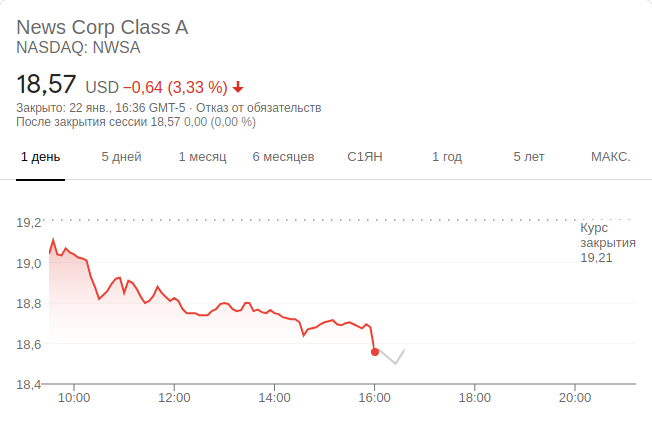 News Corp Class A
NASDAQ: NWSA
18,57 USD −0,64 (3,33 %)
Закрыто: 22 янв., 16:36 GMT-5 · Отказ от обязательств
После закрытия сессии 18,57 0,00 (0,00 %)
1 день 5 дней 1 месяц 6 месяцев С1ЯН 1 год 5 лет МАКС.
19,2
Курс
закрытия
19,21
19,0
18,8
18,6
18,4
10:00 12:00 14:00 16:00 18:00 20:00